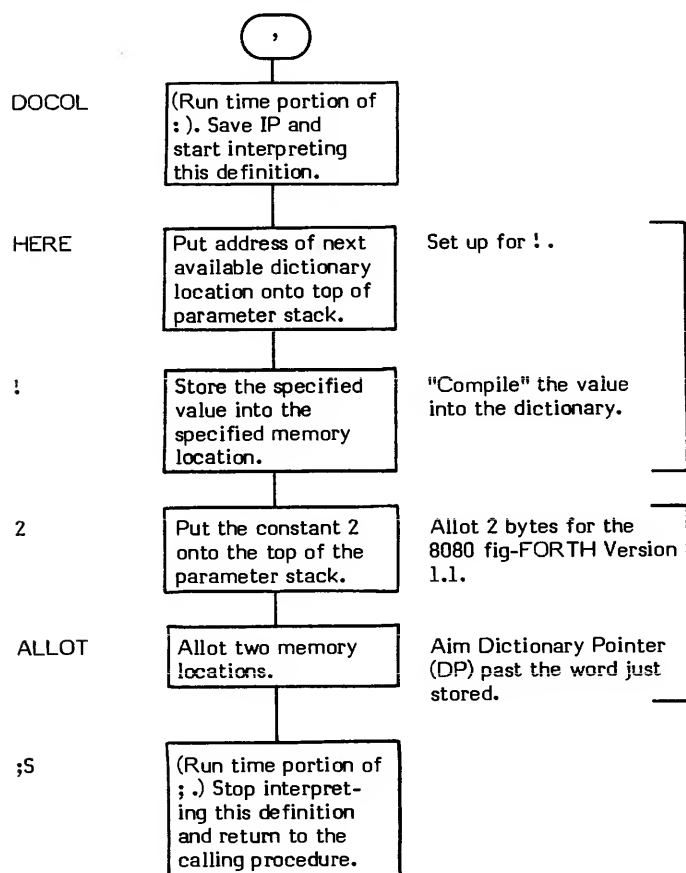 ,
DOCOL
(Run time portion of
: ). Save IP and
start interpreting
this definition.
HERE
Put address of next
available dictionary
location onto top of
parameter stack.
Set up for ! .
!
Store the specified
value into the
specified memory
location.
"Compile" the value
into the dictionary.
2
Put the constant 2
onto the top of the
parameter stack.
Allot 2 bytes for the
8080 fig-FORTH Version
1.1.
ALLOT
Allot two memory
locations.
Aim Dictionary Pointer
(DP) past the word just
stored.
;S
(Run time portion of
; .) Stop interpret-
ing this definition
and return to the
calling procedure.